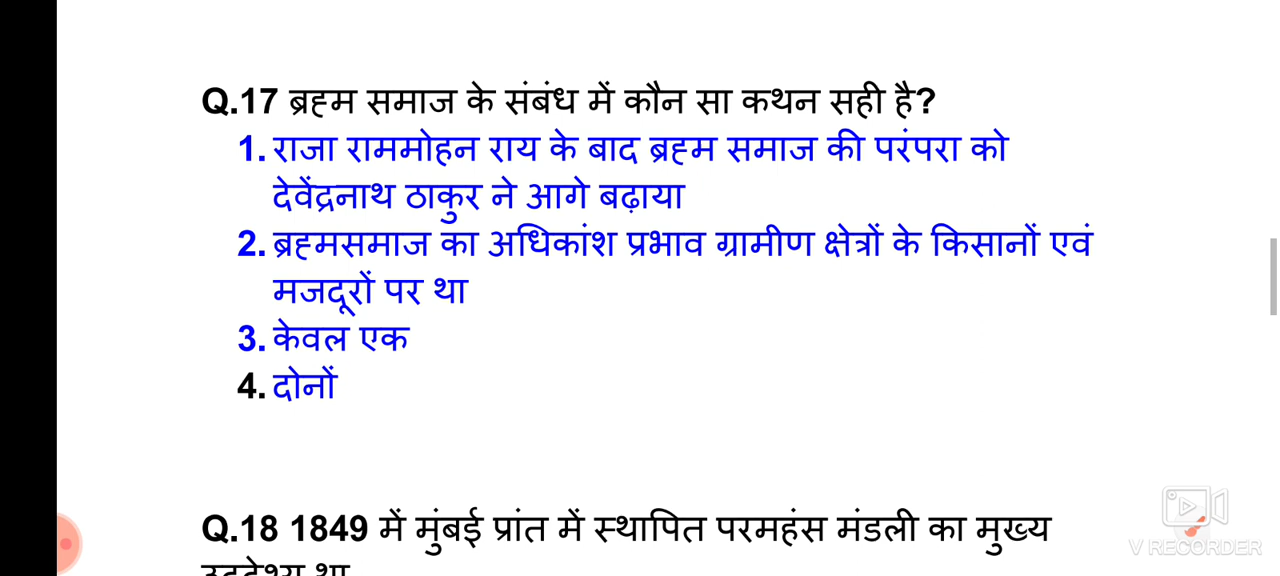 Q.17 ब्रह्म समाज के संबंध में कौन सा कथन सही है?
1. राजा राममोहन राय के बाद ब्रह्म समाज की परंपरा को
देवेंद्रनाथ ठाकुर ने आगे बढ़ाया
2. ब्रह्मसमाज का अधिकांश प्रभाव ग्रामीण क्षेत्रों के किसानों एवं
मजदूरों पर था
3. केवल एक
4. दोनों
Q.18 1849 में मुंबई प्रांत में स्थापित परमहंस मंडली का मुख्य
V RECORDER